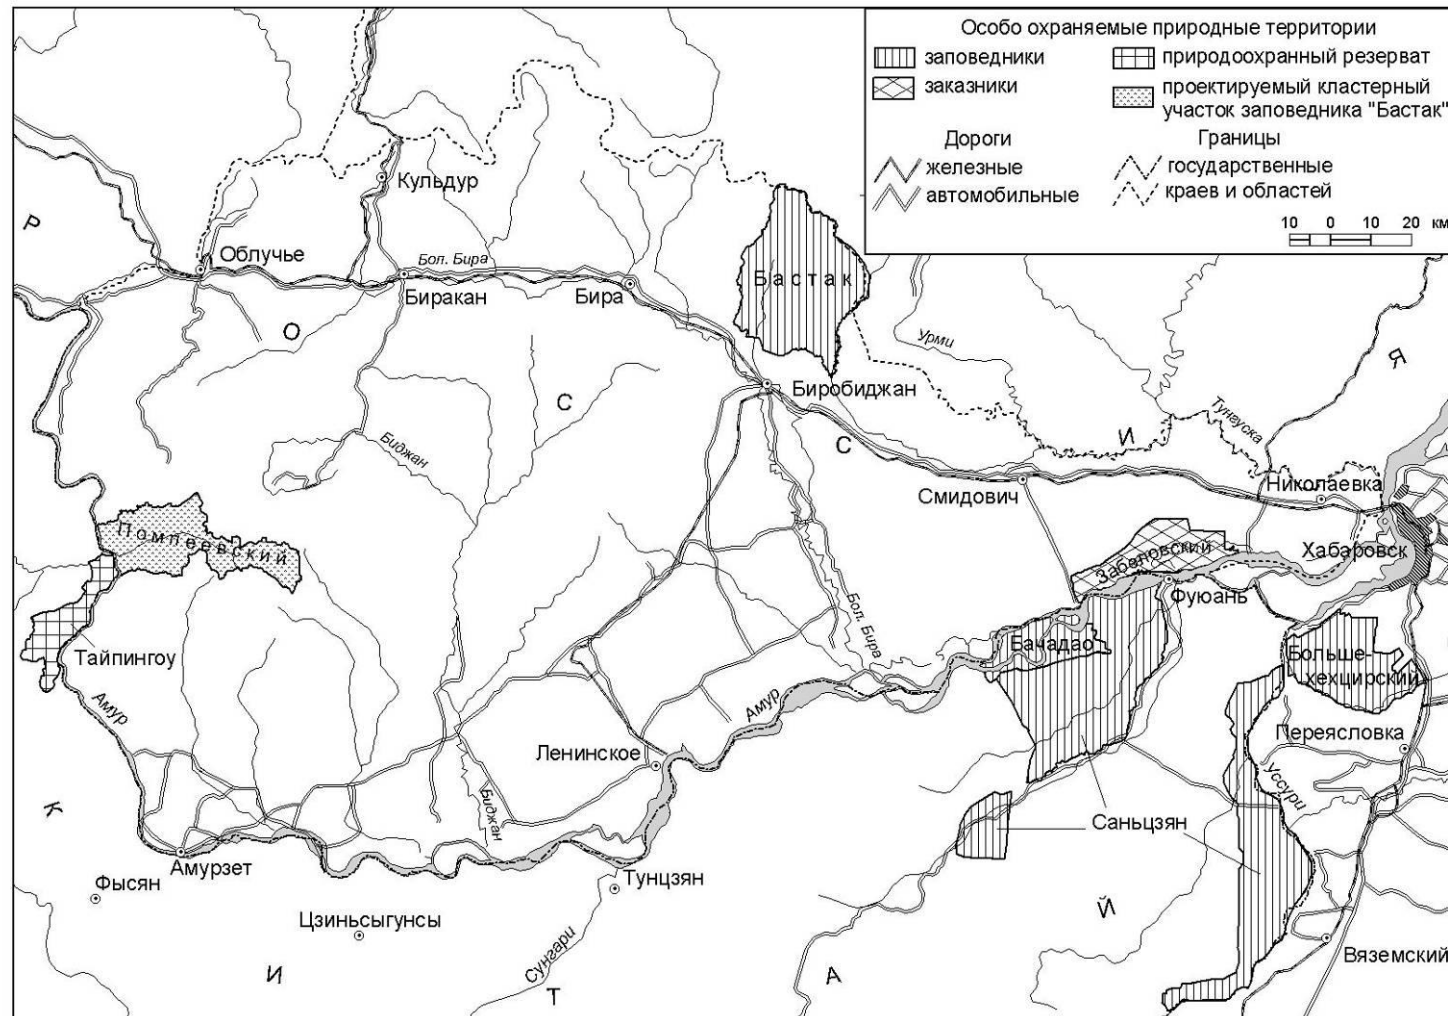 Особо охраняемые природные территории
заповедники
заказники
природоохранный резерват
проектируемый кластерный
участок заповедника "Бастак"
Дороги
железные
автомобильные
Границы
государственные
краев и областей
10 0 10 20 км
Кульдур
Р
Облучье
Бол. Бира
Биракан
Бира
Бастак
О
Урми
Я
Биробиджан
С
Тунгуска
И
С
Биджан
Смидович
Николаевка
Помпеевский
Забеловский
Хабаровск
Фуюань
Бол. Бира
Бачадао
Тайпингоу
Больше-
хехцирский
Амур
Амур
Ленинское
Переясловка
Уссури
Биджан
К
Саньцзян
Амурзет
Фысян
Тунцзян
Цзиньсыгунсы
Й
Сунгари
Вяземский
И
Т
А